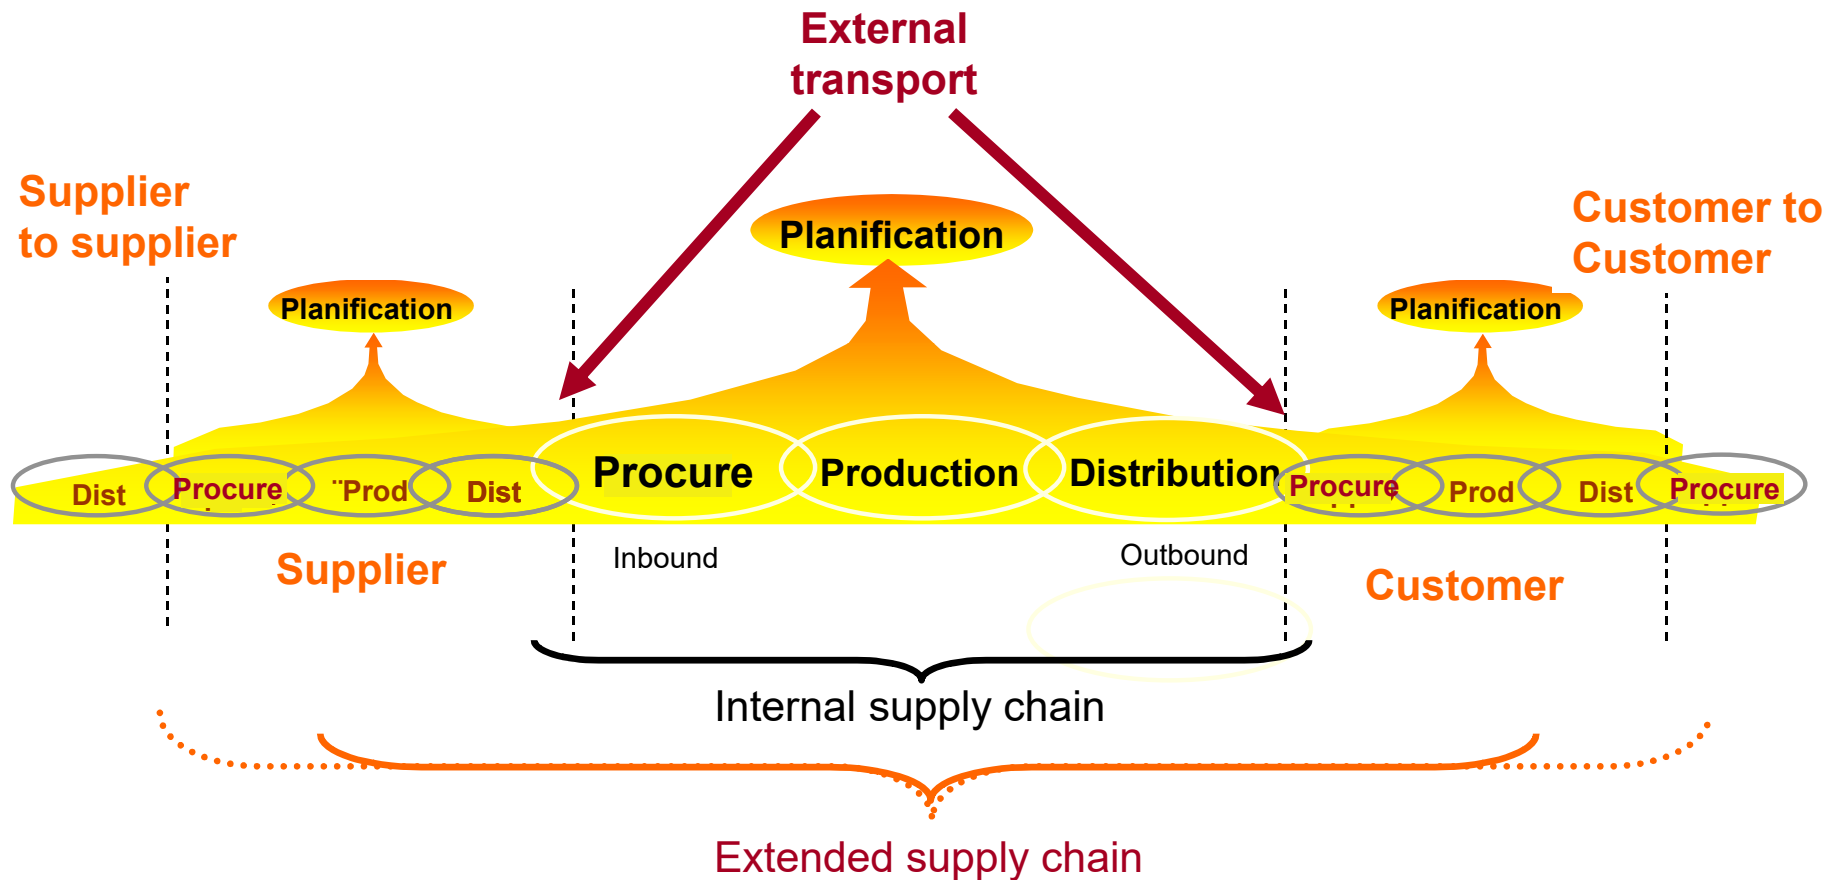 External
transport
Supplier
to supplier
Customer to
Customer
Planification
Planification
Planification
Dist
Procure
¨Prod
Dist
Procure
Production
Distribution
Procure
Prod
Dist
Procure
Supplier
Inbound
Outbound
Customer
Internal supply chain
Extended supply chain